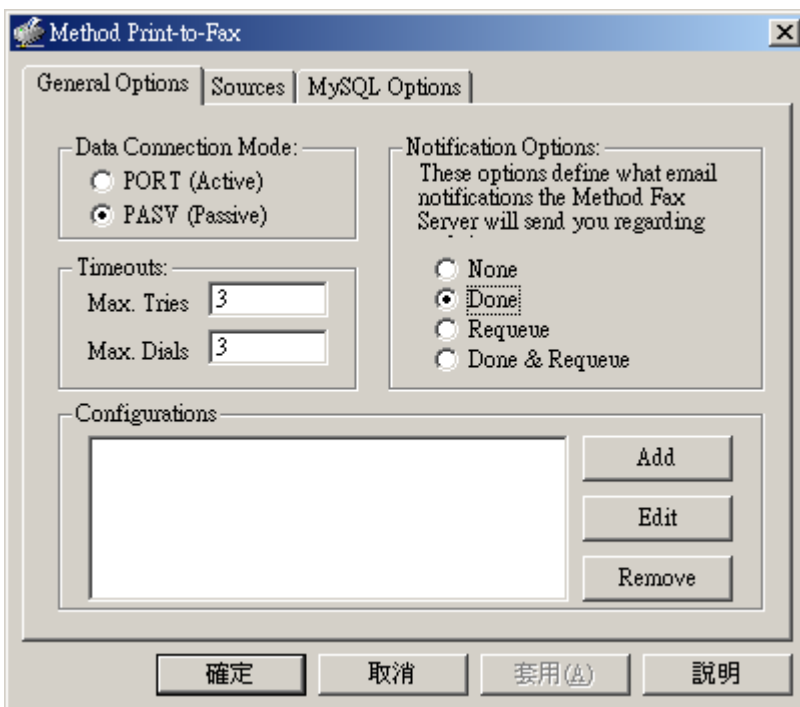 Method Print-to-Fax
General Options
Sources
MySQL Options
Data Connection Mode:
PORT (Active)
PASV (Passive)
Timeouts:
Max. Tries 3
Max. Dials 3
Notification Options:
These options define what email
notifications the Method Fax
Server will send you regarding
None
Done
Requeue
Done & Requeue
Configurations
Add
Edit
Remove
確定
取消
套用(A)
說明